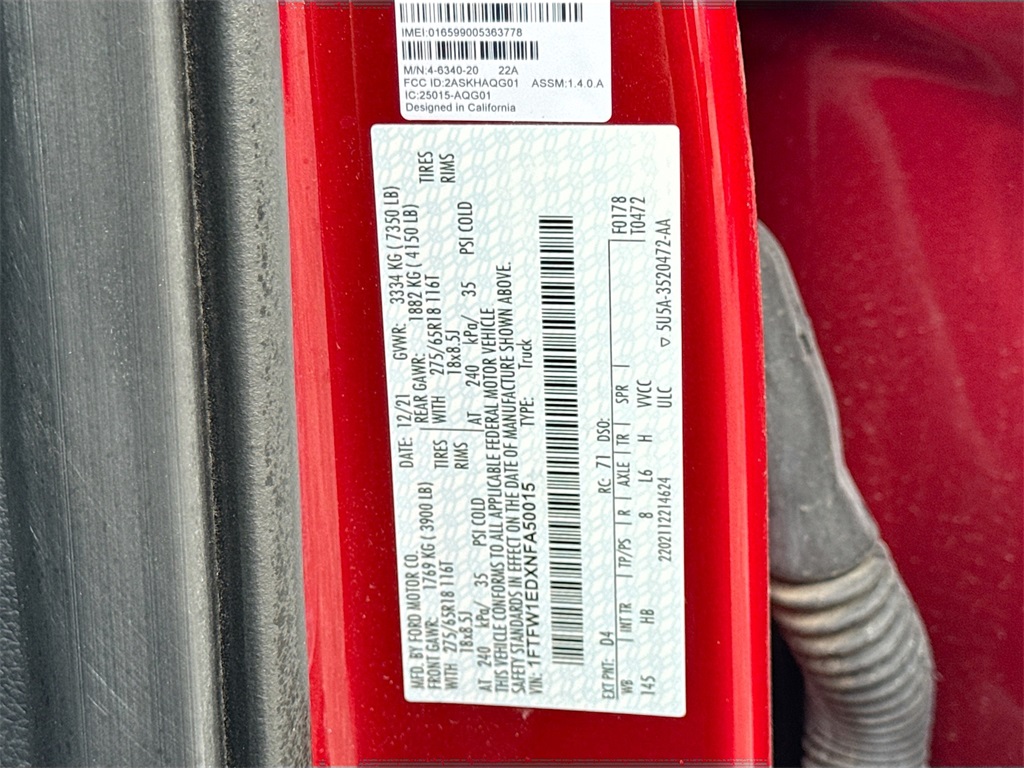 IMEI:016599005363778
M/N:4-6340-20 22A
FCC ID:2ASKHAQG01 ASSM:1.4.0.A
IC:25015-AQG01
Designed in California
MFD. BY FORD MOTOR CO. DATE: 12/21 GVWR: 3334 KG ( 7350 LB)
FRONT GAWR: 1769 KG ( 3900 LB) REAR GAWR: 1882 KG ( 4150 LB)
WITH 275/65R18 116T TIRES WITH 275/65R18 116T TIRES
18x8.5J RIMS 18x8.5J RIMS
AT 240 kPa/ 35 PSI COLD AT 240 kPa/ 35 PSI COLD
THIS VEHICLE CONFORMS TO ALL APPLICABLE FEDERAL MOTOR VEHICLE
SAFETY STANDARDS IN EFFECT ON THE DATE OF MANUFACTURE SHOWN ABOVE.
VIN: 1FTFW1EDXNFA50015 TYPE: Truck
EXT PNT: D4 RC: 71 DSO: F0178
WB INT TR TP/PS R AXLE TR SPR T0472
145 HB 8 L6 H VVCC
2202112214624 ULC
▽ 5U5A-3520472-AA